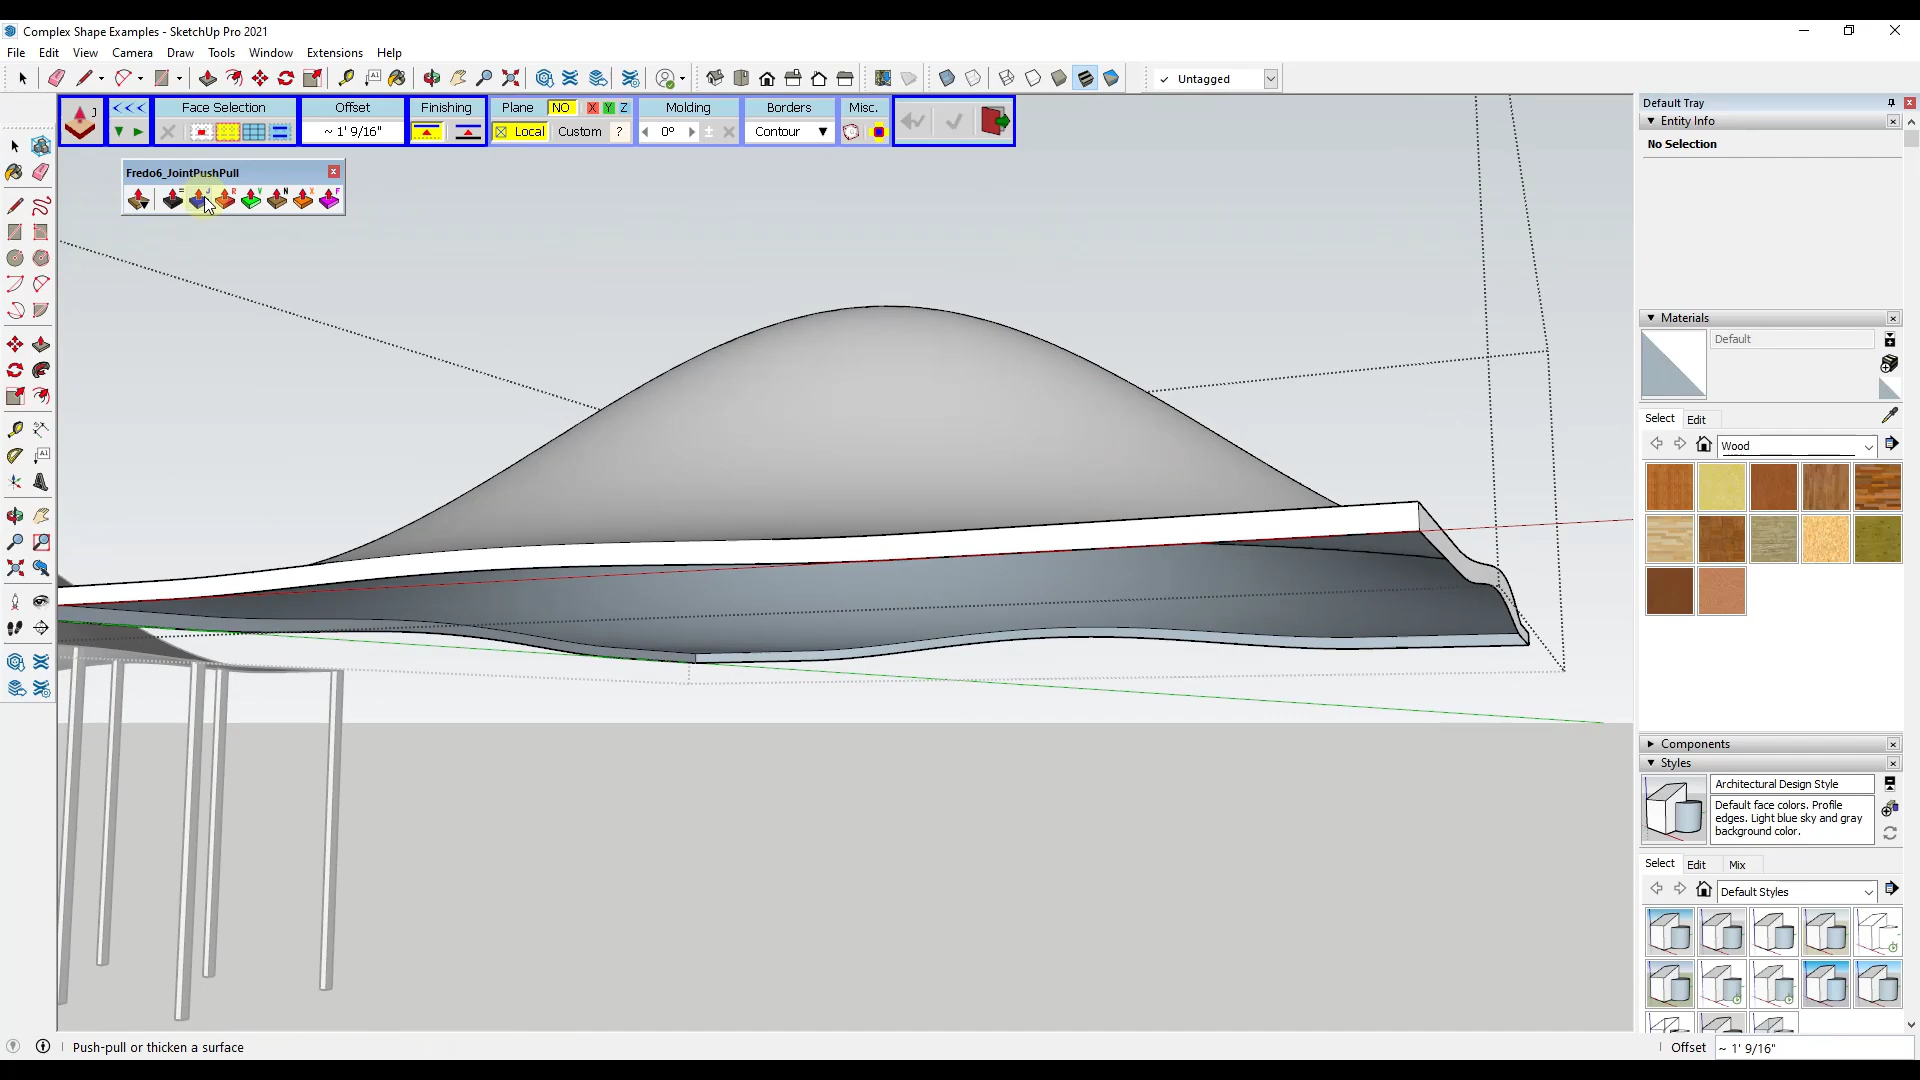 Complex Shape Examples - SketchUp Pro 2021
File Edit View Camera Draw Tools Window Extensions Help
Untagged
J <<< Face Selection Offset Finishing Plane NO X Y Z Molding Borders Misc.
~ 1' 9/16" Local Custom ? 0° Contour
Fredo6_JointPushPull
= J R V N X F
Default Tray
Entity Info
No Selection
Materials
Default
Select Edit
Wood
Components
Styles
Architectural Design Style
Default face colors. Profile
edges. Light blue sky and gray
background color.
Select Edit Mix
Default Styles
Push-pull or thicken a surface
Offset ~ 1' 9/16"